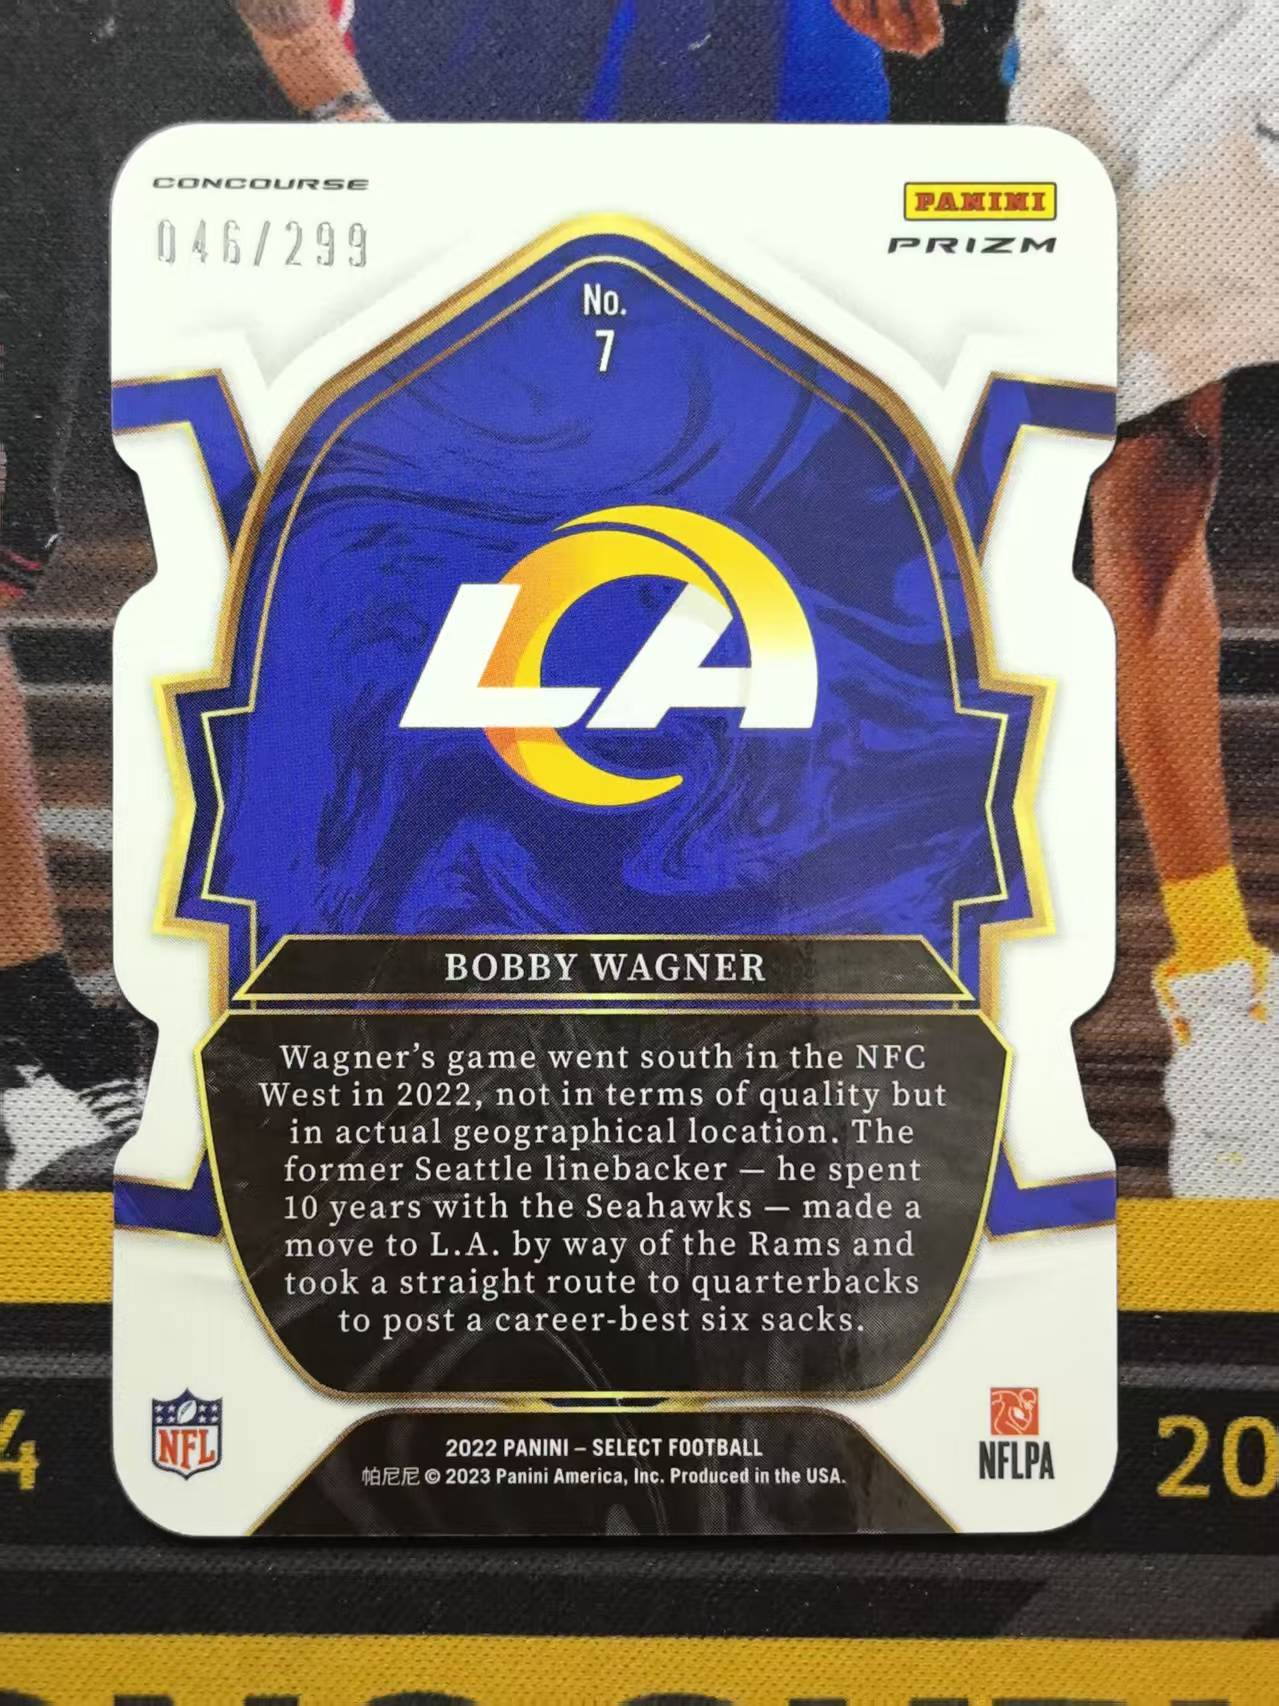 CONCOURSE
046/299
PANINI
PRIZM
No.
7
LA
BOBBY WAGNER
Wagner’s game went south in the NFC
West in 2022, not in terms of quality but
in actual geographical location. The
former Seattle linebacker — he spent
10 years with the Seahawks — made a
move to L.A. by way of the Rams and
took a straight route to quarterbacks
to post a career-best six sacks.
NFL
NFLPA
2022 PANINI – SELECT FOOTBALL
帕尼尼 © 2023 Panini America, Inc. Produced in the USA.
4
20